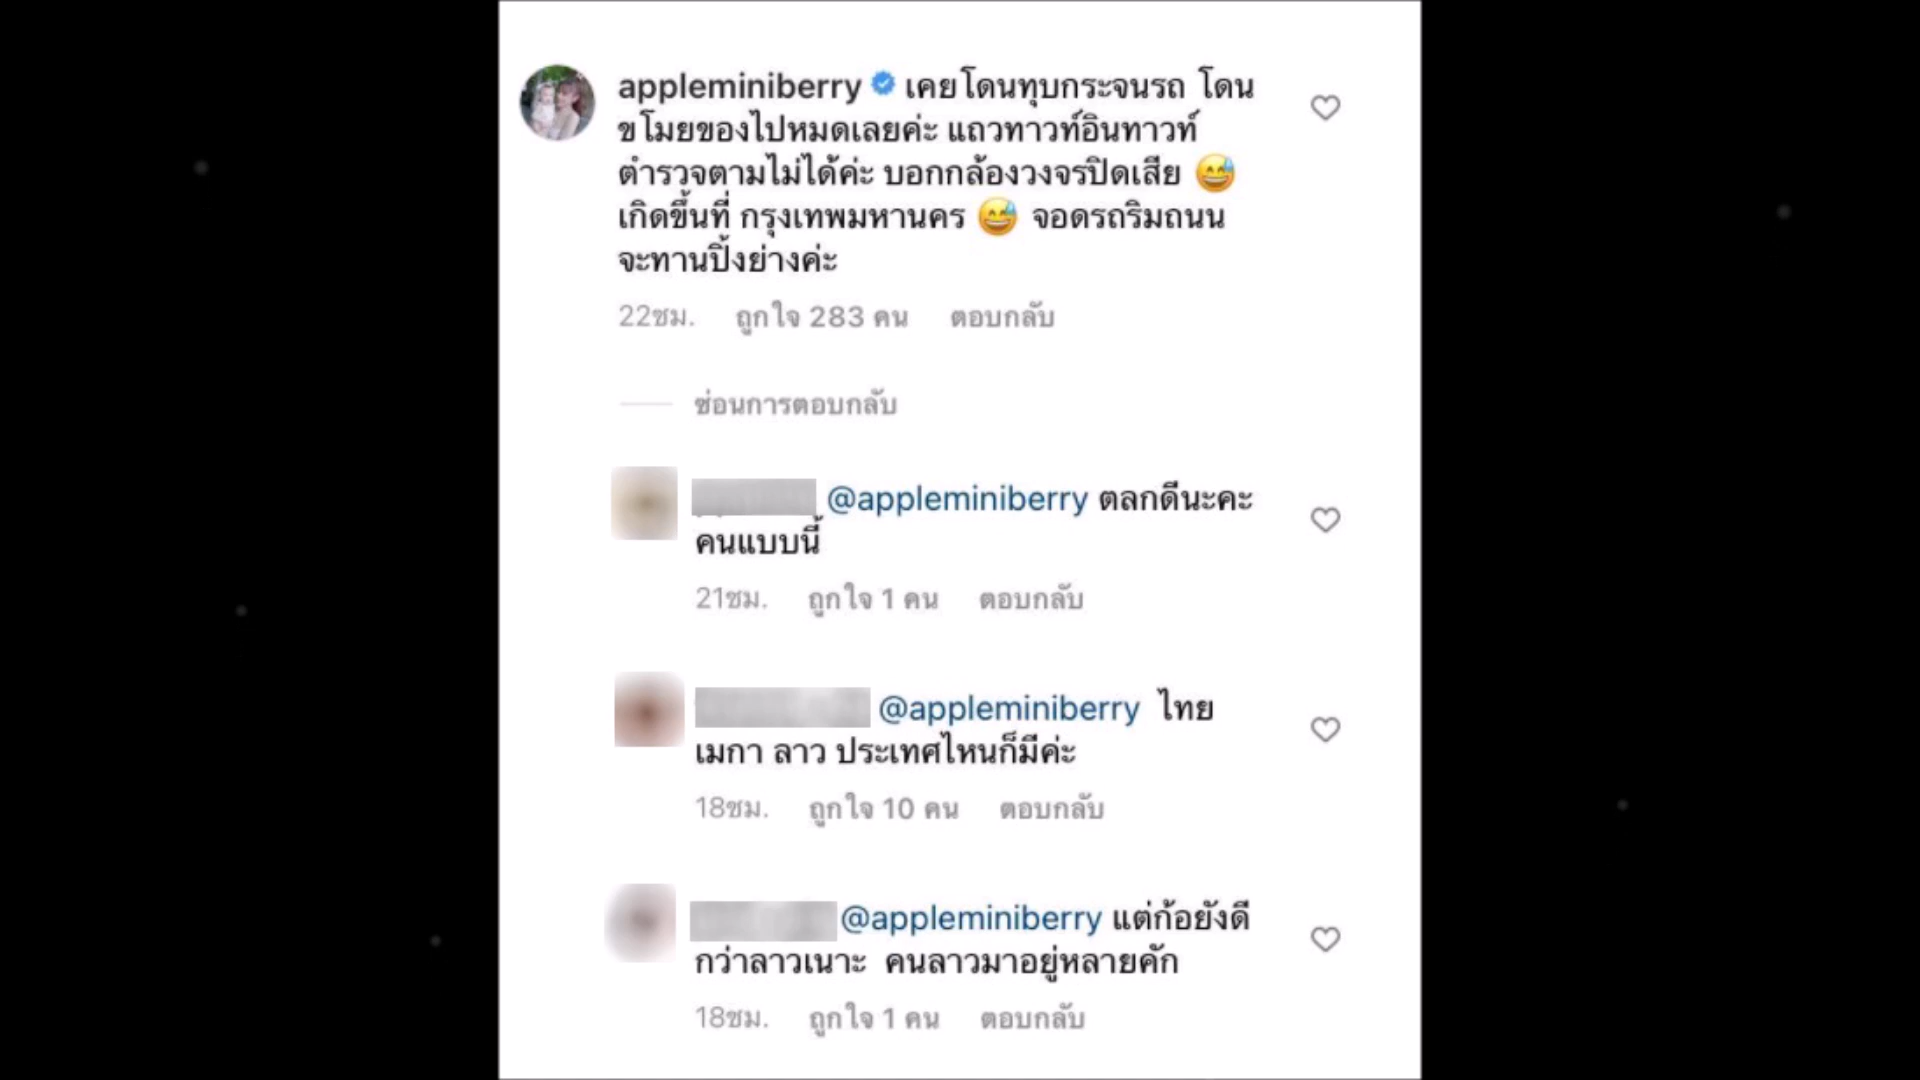 appleminiberry เคยโดนทุบกระจนรถ โดน
ขโมยของไปหมดเลยค่ะ แถวทาวท์อินทาวท์
ตำรวจตามไม่ได้ค่ะ บอกกล้องวงจรปิดเสีย 😅
เกิดขึ้นที่ กรุงเทพมหานคร 😅 จอดรถริมถนน
จะทานปิ้งย่างค่ะ
22ชม. ถูกใจ 283 คน ตอบกลับ
ซ่อนการตอบกลับ
@appleminiberry ตลกดีนะคะ
คนแบบนี้
21ชม. ถูกใจ 1 คน ตอบกลับ
@appleminiberry ไทย
เมกา ลาว ประเทศไหนก็มีค่ะ
18ชม. ถูกใจ 10 คน ตอบกลับ
@appleminiberry แต่ก้อยังดี
กว่าลาวเนาะ คนลาวมาอยู่หลายคัก
18ชม. ถูกใจ 1 คน ตอบกลับ